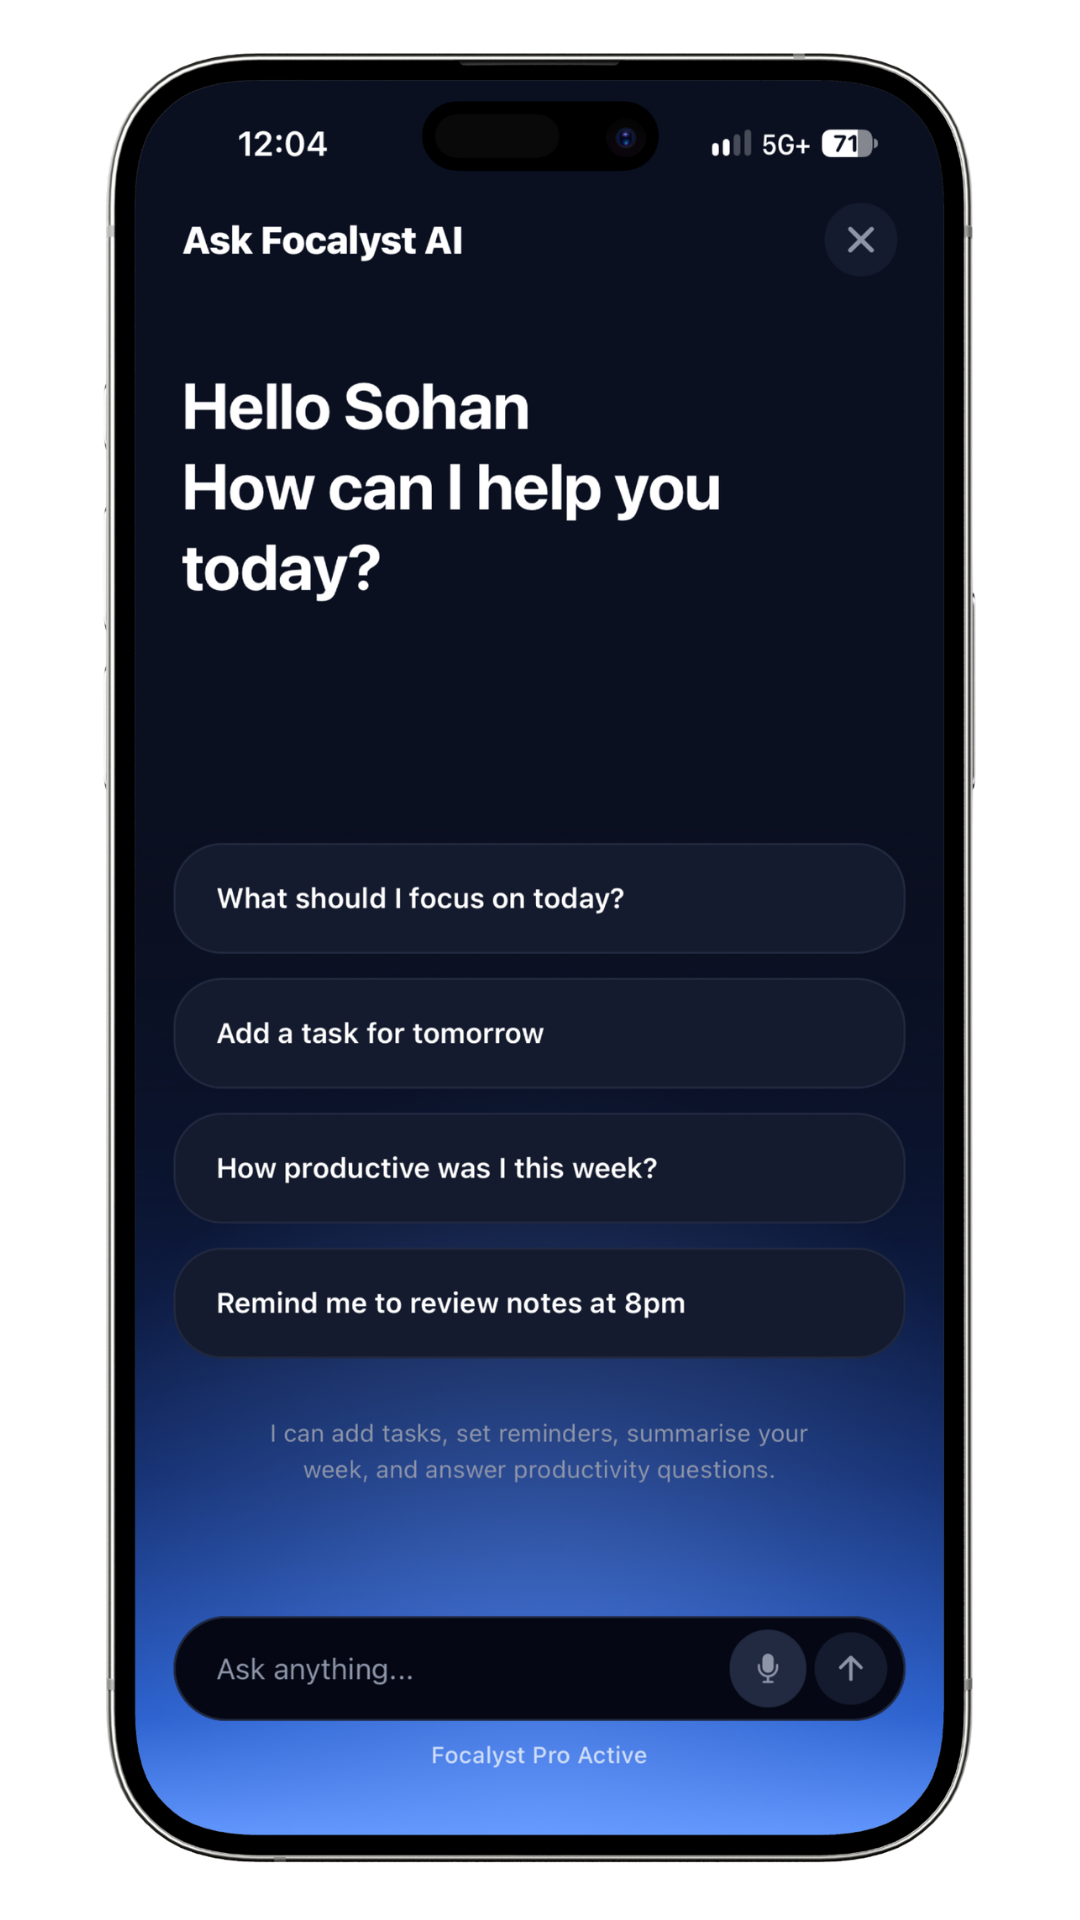 12:04
5G+
71
Ask Focalyst AI
Hello Sohan
How can I help you
today?
What should I focus on today?
Add a task for tomorrow
How productive was I this week?
Remind me to review notes at 8pm
I can add tasks, set reminders, summarise your
week, and answer productivity questions.
Ask anything...
Focalyst Pro Active